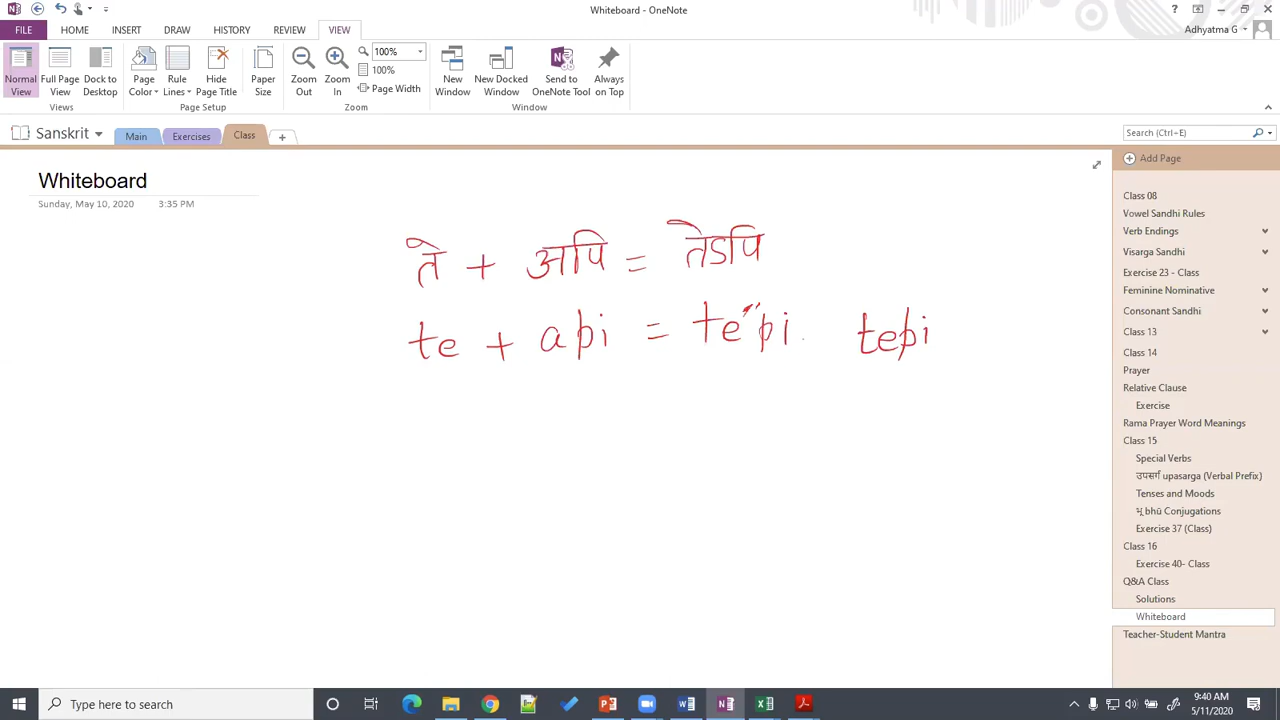 Whiteboard - OneNote
? 
Adhyatma G
FILE HOME INSERT DRAW HISTORY REVIEW VIEW
Normal View
Full Page View
Dock to Desktop
Views
Page Color
Rule Lines
Hide Page Title
Page Setup
Paper Size
Zoom Out
Zoom In
100%
100%
Page Width
Zoom
New Window
New Docked Window
Send to OneNote Tool
Always on Top
Window
Sanskrit Main Exercises Class
Search (Ctrl+E)
Whiteboard
Sunday, May 10, 2020 3:35 PM
ते + अपि = तेऽपि
te + api = te"pi. tepi
Add Page
Class 08
Vowel Sandhi Rules
Verb Endings
Visarga Sandhi
Exercise 23 - Class
Feminine Nominative
Consonant Sandhi
Class 13
Class 14
Prayer
Relative Clause
Exercise
Rama Prayer Word Meanings
Class 15
Special Verbs
उपसर्ग upasarga (Verbal Prefix)
Tenses and Moods
भू bhū Conjugations
Exercise 37 (Class)
Class 16
Exercise 40- Class
Q&A Class
Solutions
Whiteboard
Teacher-Student Mantra
Type here to search
9:40 AM
5/11/2020